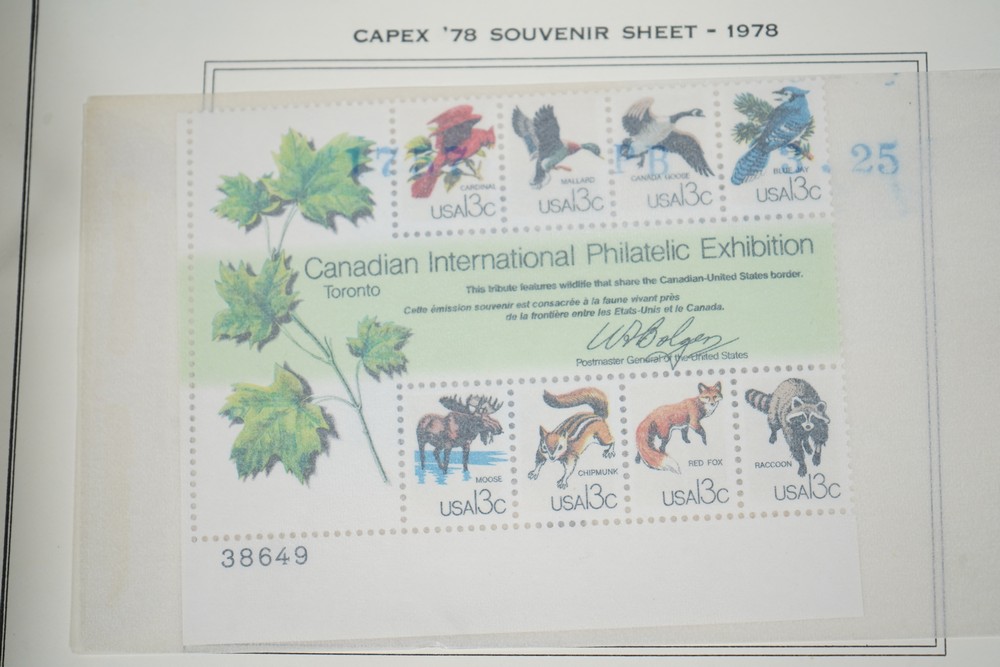 CAPEX '78 SOUVENIR SHEET - 1978
CARDINAL
USA13c
MALLARD
USA13c
CANADA GOOSE
USA13c
BLUE JAY
USA13c
PB 3.25
Canadian International Philatelic Exhibition
Toronto
This tribute features wildlife that share the Canadian-United States border.
Cette émission souvenir est consacrée à la faune vivant près
de la frontière entre les Etats-Unis et le Canada.
Postmaster General of the United States
MOOSE
USA13c
CHIPMUNK
USA13c
RED FOX
USA13c
RACCOON
USA13c
38649